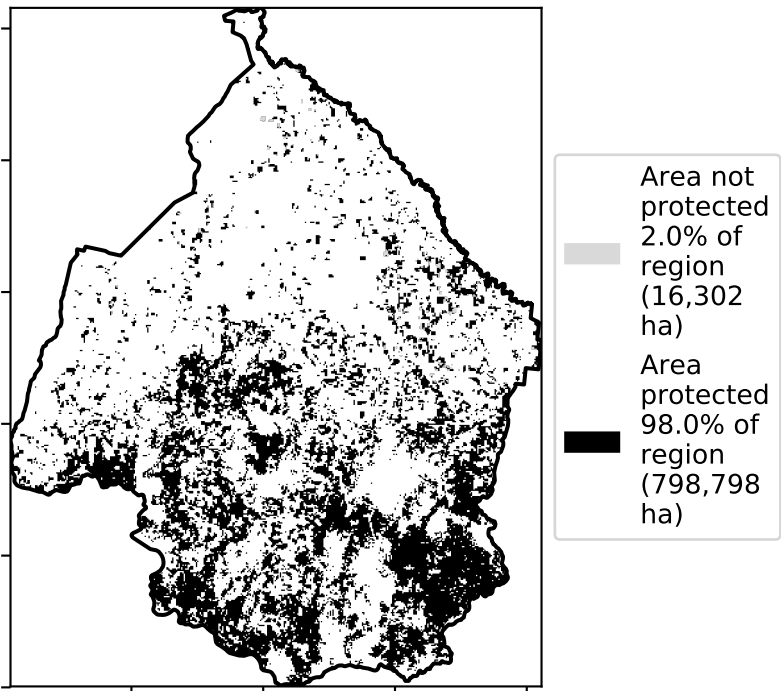 Area not
protected
2.0% of
region
(16,302
ha)
Area
protected
98.0% of
region
(798,798
ha)